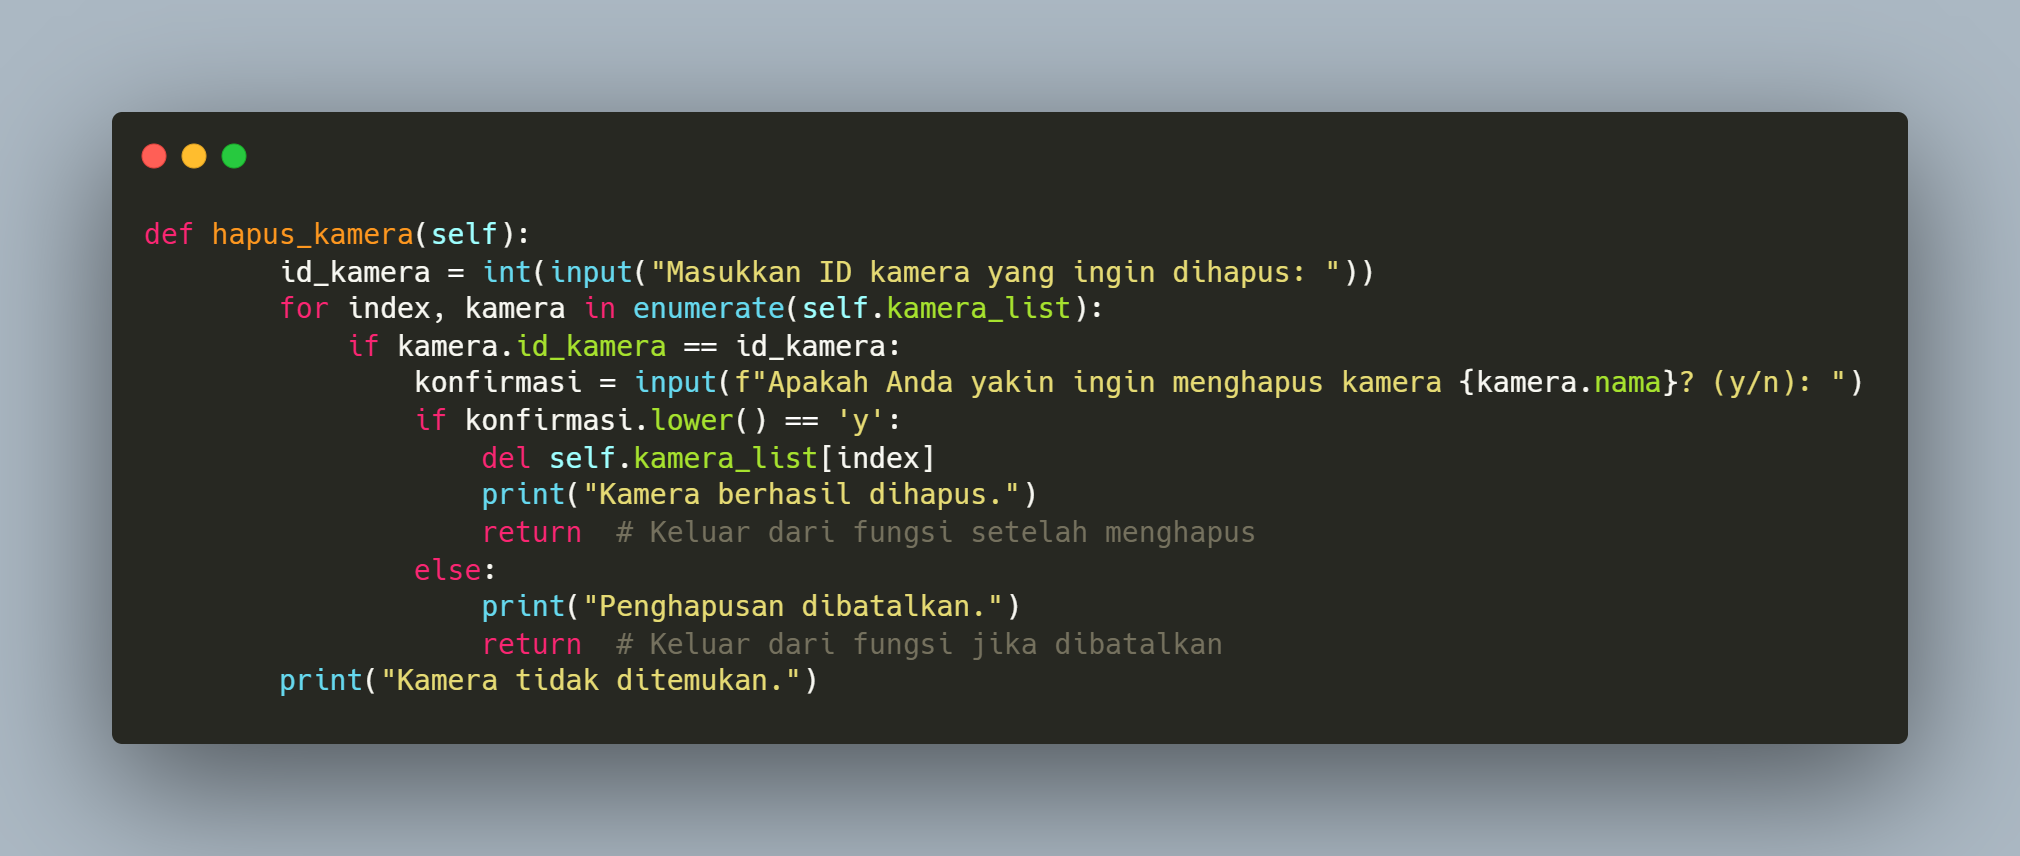 def hapus_kamera(self):
        id_kamera = int(input("Masukkan ID kamera yang ingin dihapus: "))
        for index, kamera in enumerate(self.kamera_list):
            if kamera.id_kamera == id_kamera:
                konfirmasi = input(f"Apakah Anda yakin ingin menghapus kamera {kamera.nama}? (y/n): ")
                if konfirmasi.lower() == 'y':
                    del self.kamera_list[index]
                    print("Kamera berhasil dihapus.")
                    return  # Keluar dari fungsi setelah menghapus
                else:
                    print("Penghapusan dibatalkan.")
                    return  # Keluar dari fungsi jika dibatalkan
        print("Kamera tidak ditemukan.")